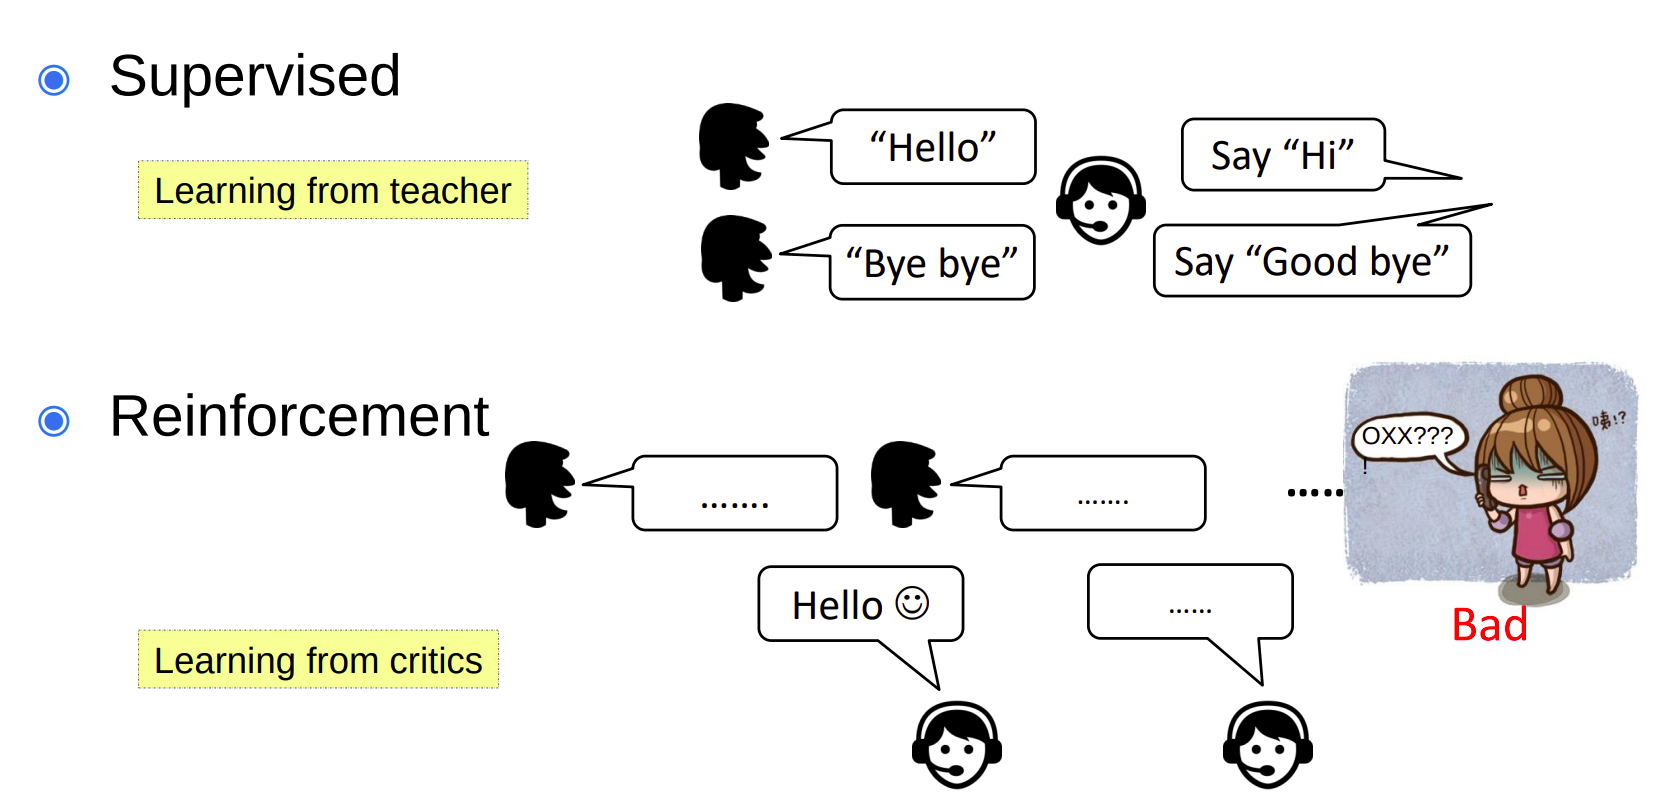 Supervised
Learning from teacher
“Hello”
Say “Hi”
“Bye bye”
Say “Good bye”
Reinforcement
…….
…….
......
OXX???
!
咦!?
Hello ☺
……
Bad
Learning from critics